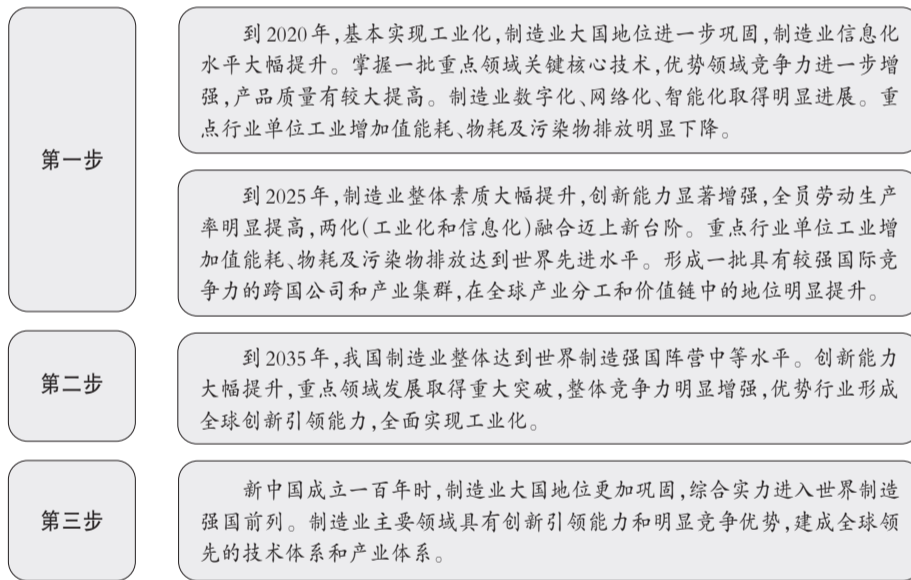 第一步
到2020年,基本实现工业化,制造业大国地位进一步巩固,制造业信息化
水平大幅提升。掌握一批重点领域关键核心技术,优势领域竞争力进一步增
强,产品质量有较大提高。制造业数字化、网络化、智能化取得明显进展。重
点行业单位工业增加值能耗、物耗及污染物排放明显下降。
到2025年,制造业整体素质大幅提升,创新能力显著增强,全员劳动生产
率明显提高,两化(工业化和信息化)融合迈上新台阶。重点行业单位工业增
加值能耗、物耗及污染物排放达到世界先进水平。形成一批具有较强国际竞
争力的跨国公司和产业集群,在全球产业分工和价值链中的地位明显提升。
第二步
到2035年,我国制造业整体达到世界制造强国阵营中等水平。创新能力
大幅提升,重点领域发展取得重大突破,整体竞争力明显增强,优势行业形成
全球创新引领能力,全面实现工业化。
第三步
新中国成立一百年时,制造业大国地位更加巩固,综合实力进入世界制造
强国前列。制造业主要领域具有创新引领能力和明显竞争优势,建成全球领
先的技术体系和产业体系。